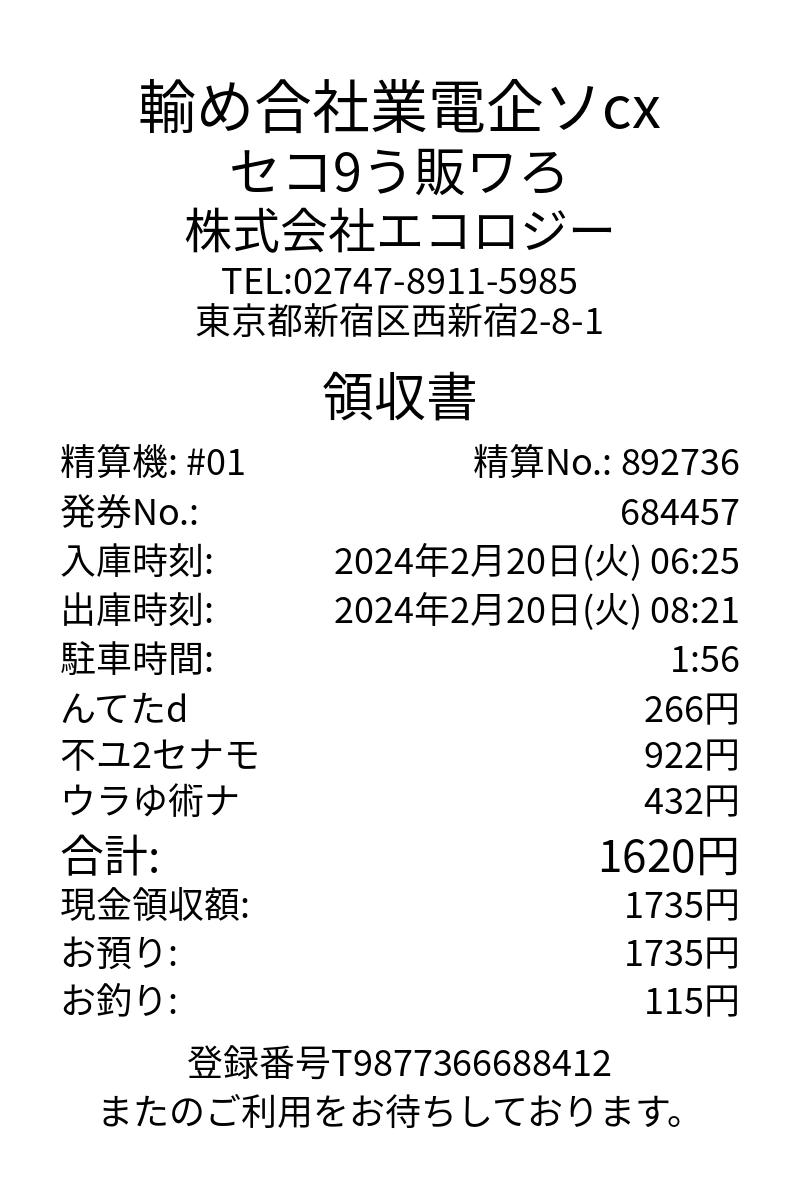 輸め合社業電企ソcx
セコ9う販ワろ
株式会社エコロジー
TEL:02747-8911-5985
東京都新宿区西新宿2-8-1
領収書
精算機: #01 精算No.: 892736
発券No.: 684457
入庫時刻: 2024年2月20日(火) 06:25
出庫時刻: 2024年2月20日(火) 08:21
駐車時間: 1:56
んてたd 266円
不ユ2セナモ 922円
ウラゆ術ナ 432円
合計: 1620円
現金領収額: 1735円
お預り: 1735円
お釣り: 115円
登録番号T9877366688412
またのご利用をお待ちしております。